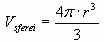 V_sferei = 4π · r³ / 3